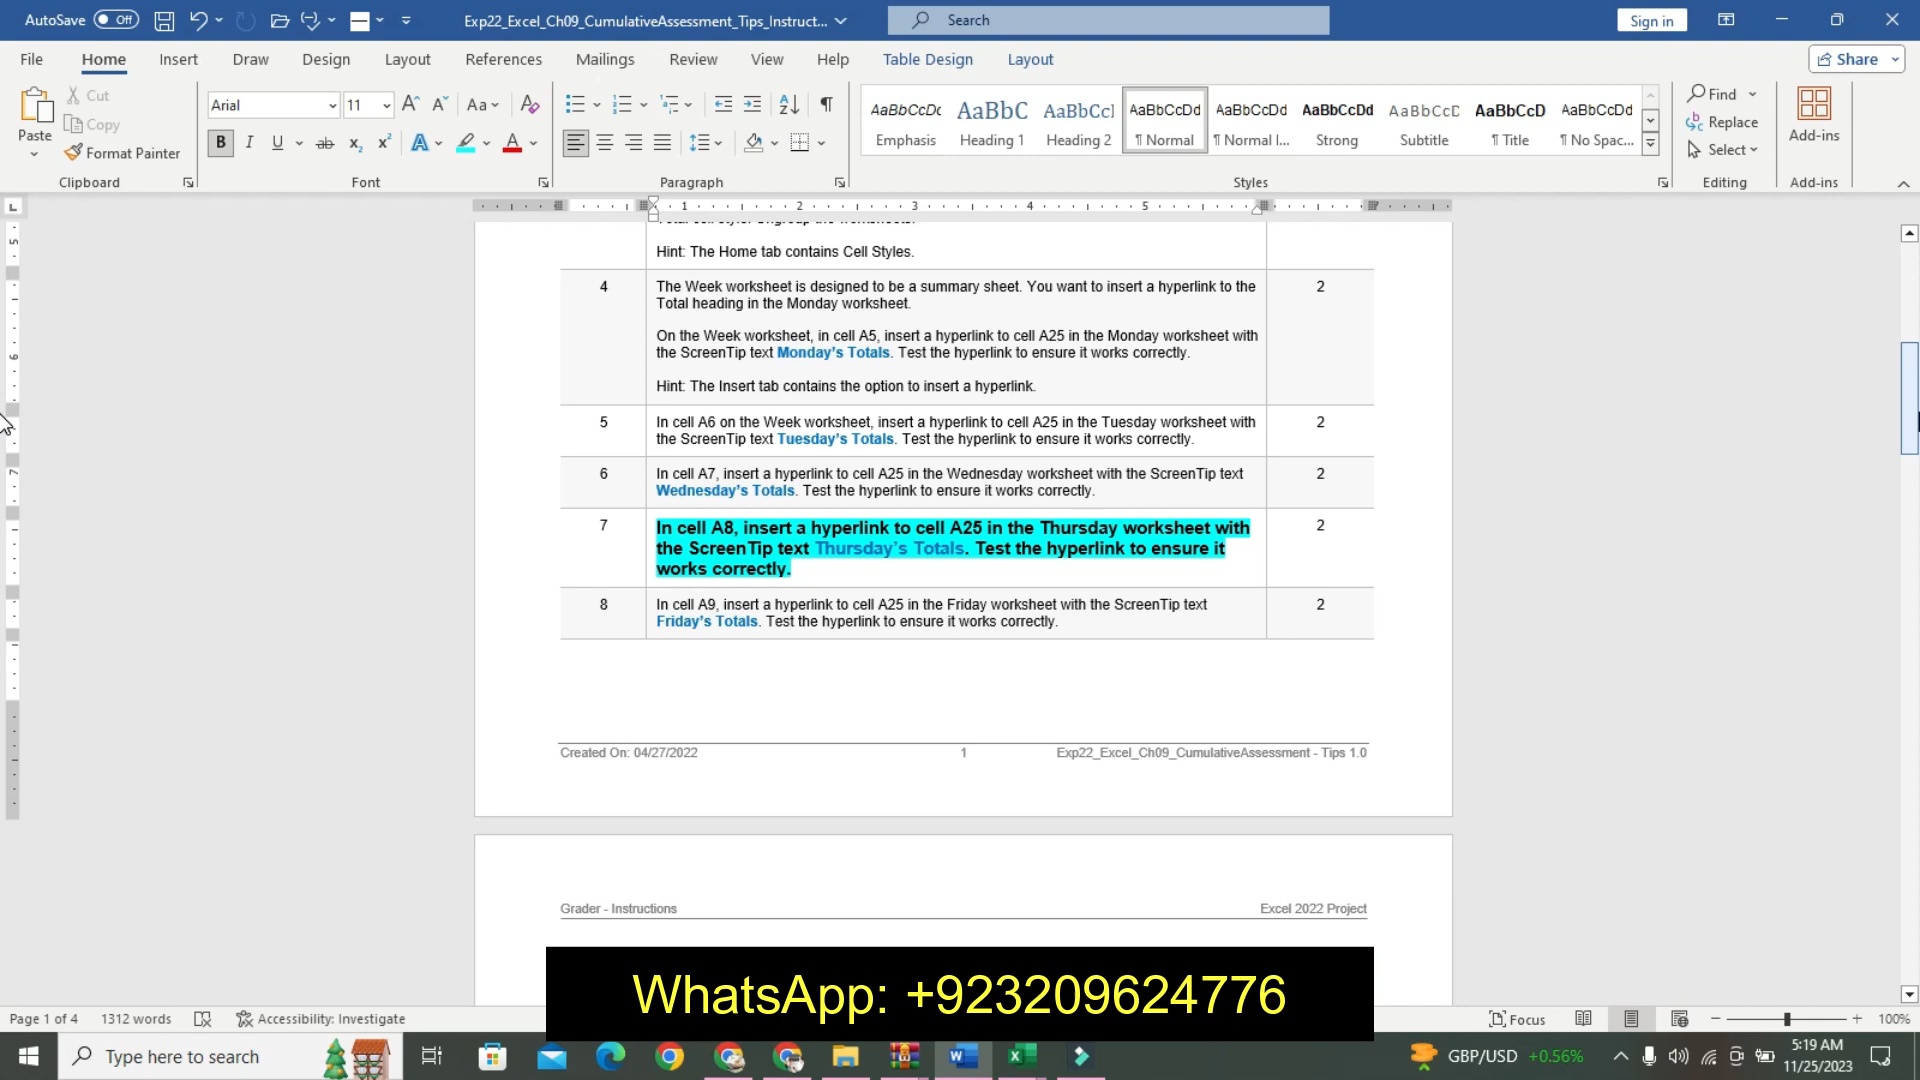 AutoSave Off Exp22_Excel_Ch09_CumulativeAssessment_Tips_Instruct... Search Sign in
File Home Insert Draw Design Layout References Mailings Review View Help Table Design Layout Share
Paste Cut Copy Format Painter
Arial 11 Aa
B I U ab x₂ x² A A
AaBbCcDc AaBbC AaBbCcI AaBbCcDd AaBbCcDd AaBbCcDd AaBbCcD AaBbCcD AaBbCcDd
Emphasis Heading 1 Heading 2 ¶ Normal ¶ Normal I... Strong Subtitle ¶ Title ¶ No Spac...
Find Replace Select Add-ins
Clipboard Font Paragraph Styles Editing Add-ins
1 2 3 4 5
Hint: The Home tab contains Cell Styles.
4 The Week worksheet is designed to be a summary sheet. You want to insert a hyperlink to the 2
Total heading in the Monday worksheet.
On the Week worksheet, in cell A5, insert a hyperlink to cell A25 in the Monday worksheet with
the ScreenTip text Monday’s Totals. Test the hyperlink to ensure it works correctly.
Hint: The Insert tab contains the option to insert a hyperlink.
5 In cell A6 on the Week worksheet, insert a hyperlink to cell A25 in the Tuesday worksheet with 2
the ScreenTip text Tuesday’s Totals. Test the hyperlink to ensure it works correctly.
6 In cell A7, insert a hyperlink to cell A25 in the Wednesday worksheet with the ScreenTip text 2
Wednesday’s Totals. Test the hyperlink to ensure it works correctly.
7 In cell A8, insert a hyperlink to cell A25 in the Thursday worksheet with 2
the ScreenTip text Thursday’s Totals. Test the hyperlink to ensure it
works correctly.
8 In cell A9, insert a hyperlink to cell A25 in the Friday worksheet with the ScreenTip text 2
Friday’s Totals. Test the hyperlink to ensure it works correctly.
Created On: 04/27/2022 1 Exp22_Excel_Ch09_CumulativeAssessment - Tips 1.0
Grader - Instructions Excel 2022 Project
WhatsApp: +923209624776
Page 1 of 4 1312 words Accessibility: Investigate Focus 100%
Type here to search GBP/USD +0.56% 5:19 AM
11/25/2023